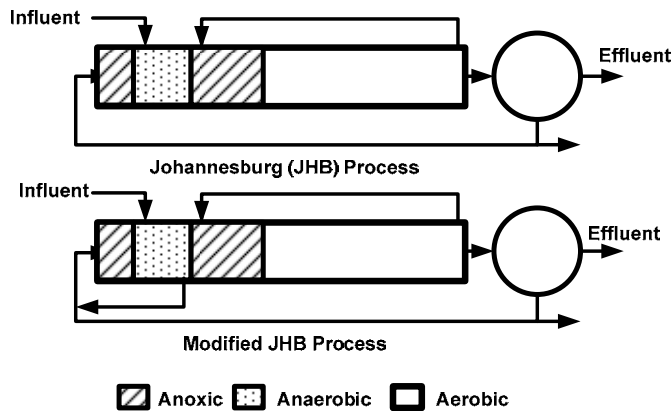 Influent
Effluent
Johannesburg (JHB) Process
Influent
Effluent
Modified JHB Process
Anoxic Anaerobic Aerobic